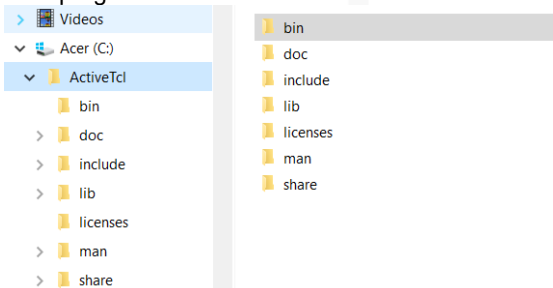 Videos
Acer (C:)
ActiveTcl
bin
doc
include
lib
licenses
man
share
bin
doc
include
lib
licenses
man
share